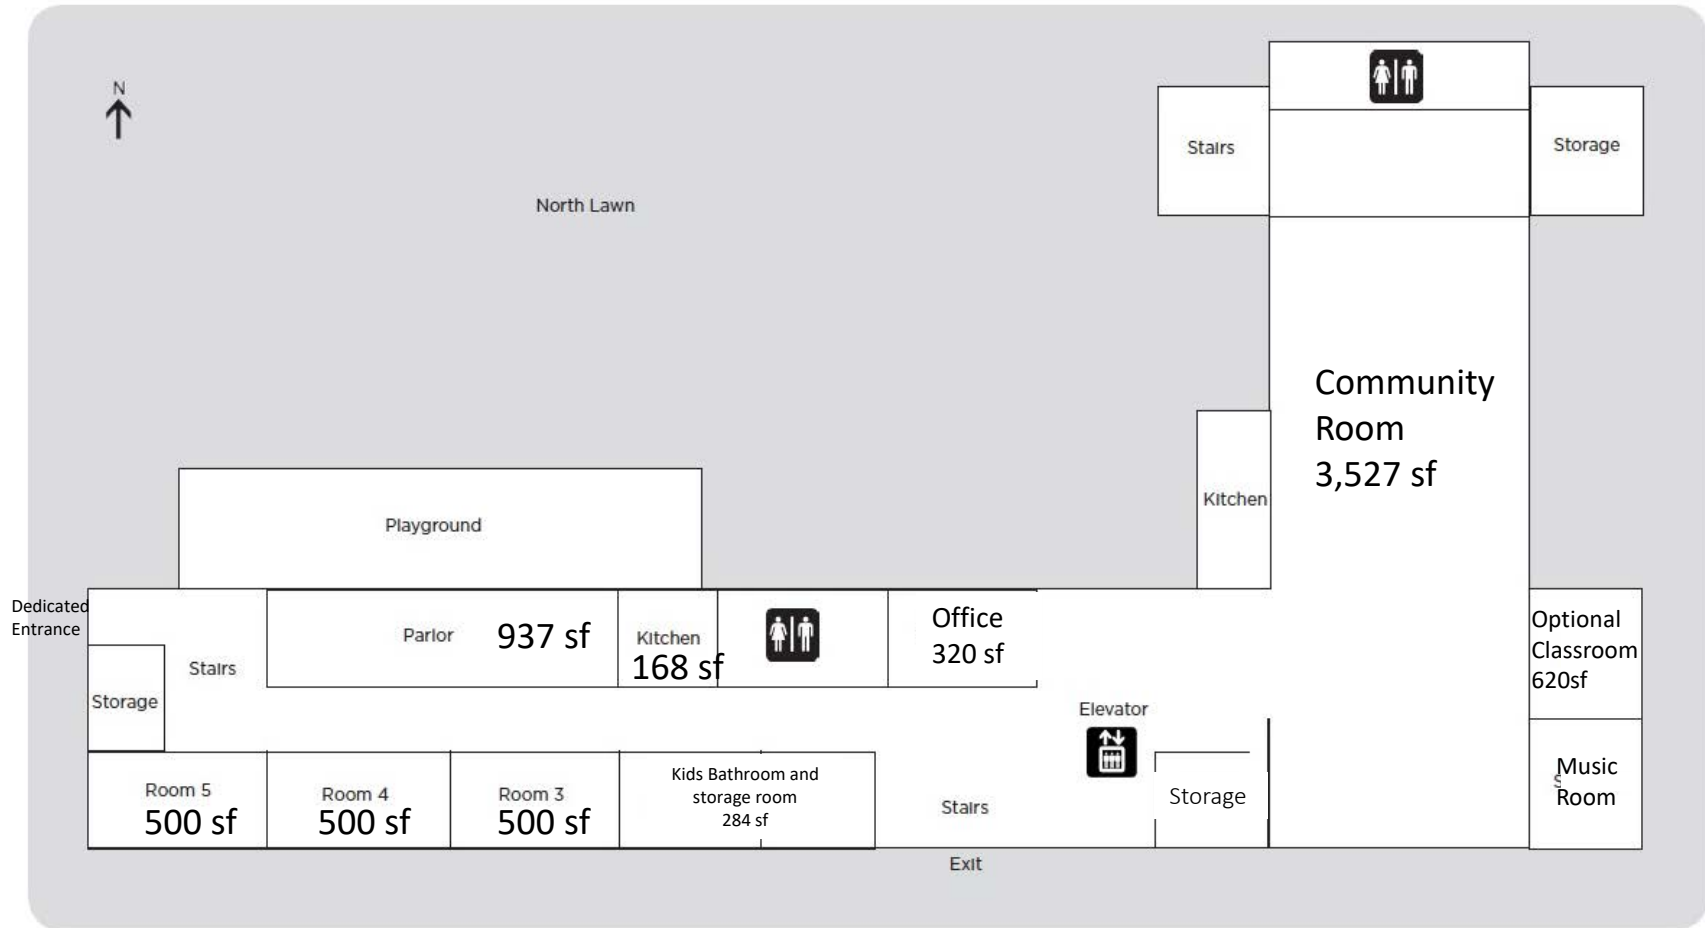 N
Stairs
Storage
North Lawn
Community
Room
3,527 sf
Kitchen
Playground
Dedicated
Entrance
Parlor 937 sf
Kitchen
168 sf
Office
320 sf
Optional
Classroom
620sf
Stairs
Storage
Elevator
Room 5
500 sf
Room 4
500 sf
Room 3
500 sf
Kids Bathroom and
storage room
284 sf
Stairs
Storage
Music
Room
Exit